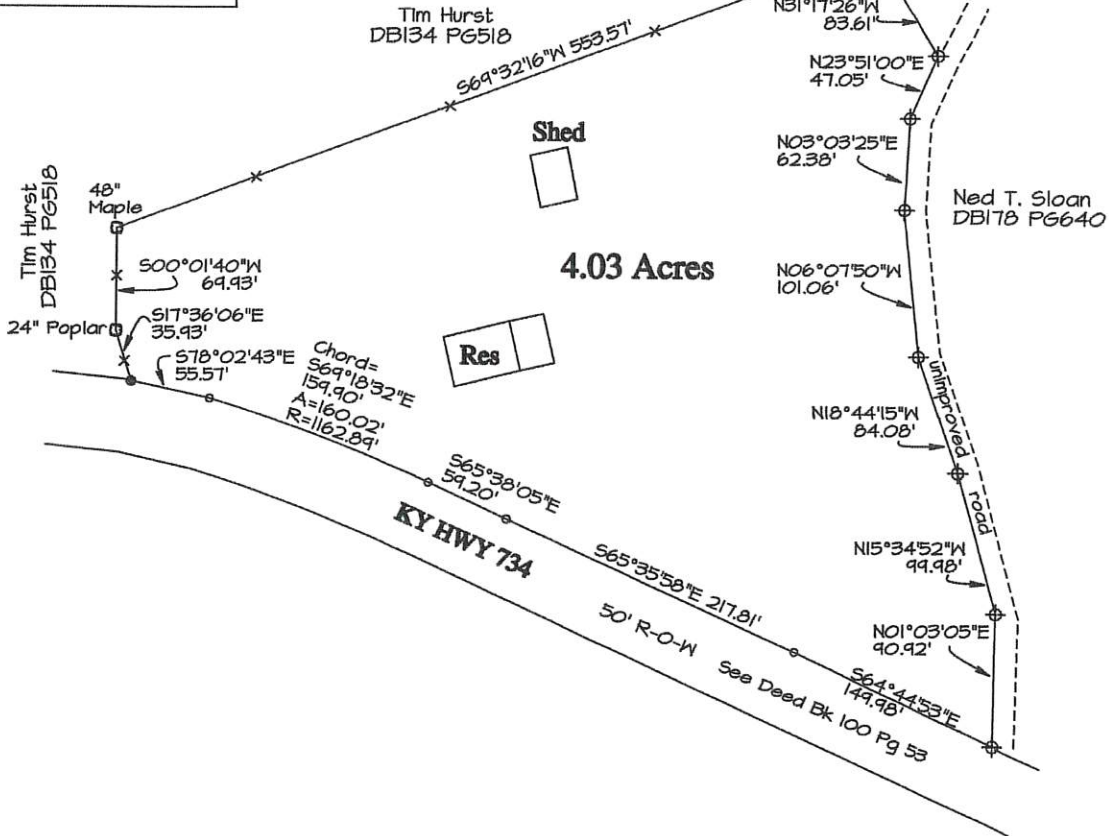 Tim Hurst
DB134 PG518
N31°17'26"W
83.61'
S69°32'16"W 553.57'
N23°51'00"E
47.05'
Shed
N03°03'25"E
62.38'
Tim Hurst
DB134 PG518
48"
Maple
Ned T. Sloan
DB178 PG640
S00°01'40"W
69.93'
4.03 Acres
N06°07'50"W
101.06'
24" Poplar
S17°36'06"E
35.93'
S78°02'43"E
55.57'
Chord=
S69°18'32"E
159.90'
A=160.02'
R=1162.89'
Res
unimproved
road
N18°44'15"W
84.08'
S65°38'05"E
59.20'
KY HWY 734
S65°35'58"E 217.81'
N15°34'52"W
99.98'
50' R-O-W
See Deed Bk 100 Pg 53
N01°03'05"E
90.92'
S64°44'53"E
149.98'